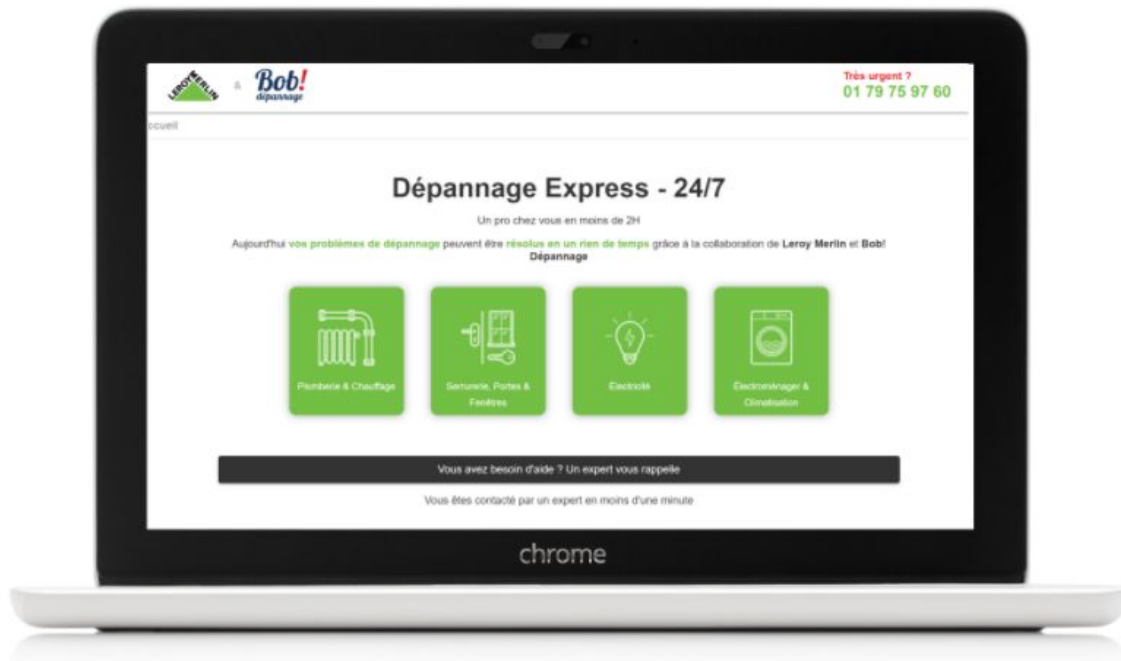 LEROY MERLIN & Bob! dépannage
Très urgent ?
01 79 75 97 60
ccueil
Dépannage Express - 24/7
Un pro chez vous en moins de 2H
Aujourd'hui vos problèmes de dépannage peuvent être résolus en un rien de temps grâce à la collaboration de Leroy Merlin et Bob!
Dépannage
Plomberie & Chauffage
Serrurerie, Portes &
Fenêtres
Électricité
Électroménager &
Climatisation
Vous avez besoin d'aide ? Un expert vous rappelle
Vous êtes contacté par un expert en moins d'une minute
chrome